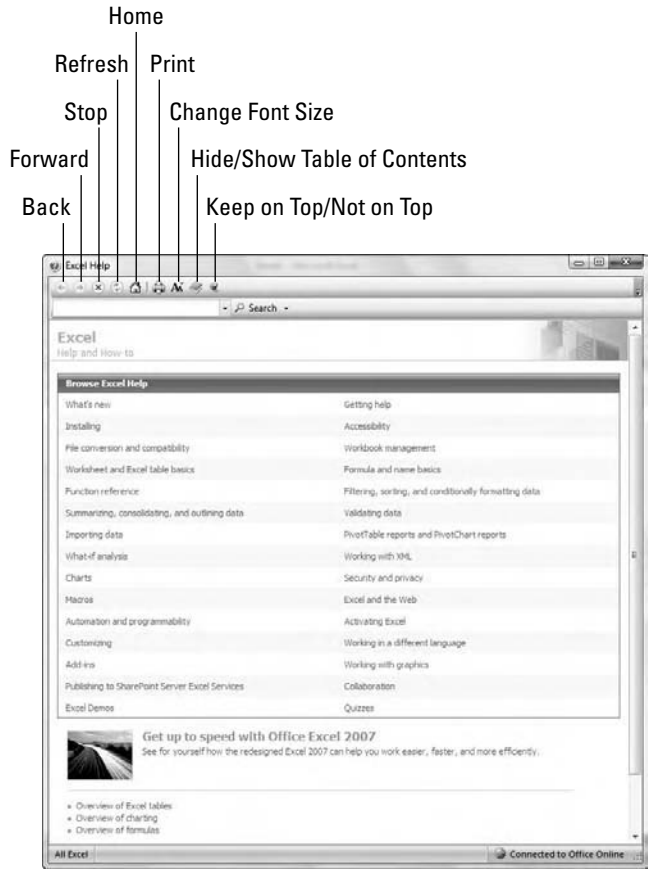 Home
Refresh Print
Stop Change Font Size
Forward Hide/Show Table of Contents
Back Keep on Top/Not on Top
Excel Help
Search
Excel
Help and How-to
Browse Excel Help
What's new Getting help
Installing Accessibility
File conversion and compatibility Workbook management
Worksheet and Excel table basics Formula and name basics
Function reference Filtering, sorting, and conditionally formatting data
Summarizing, consolidating, and outlining data Validating data
Importing data PivotTable reports and PivotChart reports
What-if analysis Working with XML
Charts Security and privacy
Macros Excel and the Web
Automation and programmability Activating Excel
Customizing Working in a different language
Add-ins Working with graphics
Publishing to SharePoint Server Excel Services Collaboration
Excel Demos Quizzes
Get up to speed with Office Excel 2007
See for yourself how the redesigned Excel 2007 can help you work easier, faster, and more efficently.
Overview of Excel tables
Overview of charting
Overview of formulas
All Excel Connected to Office Online